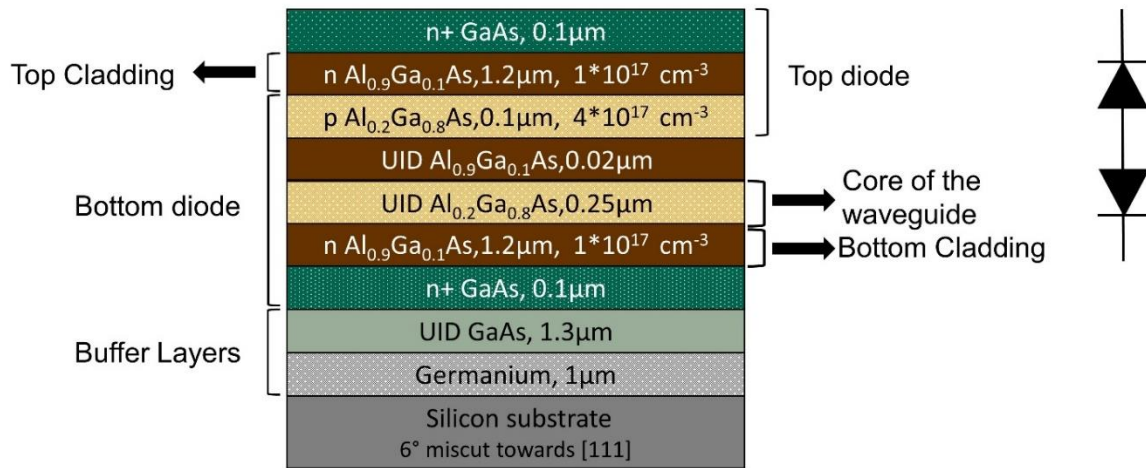 n+ GaAs, 0.1μm
Top Cladding
n Al0.9Ga0.1As,1.2μm, 1*10^17 cm^-3
Top diode
p Al0.2Ga0.8As,0.1μm, 4*10^17 cm^-3
UID Al0.9Ga0.1As,0.02μm
Bottom diode
UID Al0.2Ga0.8As,0.25μm
Core of the
waveguide
n Al0.9Ga0.1As,1.2μm, 1*10^17 cm^-3
Bottom Cladding
n+ GaAs, 0.1μm
Buffer Layers
UID GaAs, 1.3μm
Germanium, 1μm
Silicon substrate
6° miscut towards [111]